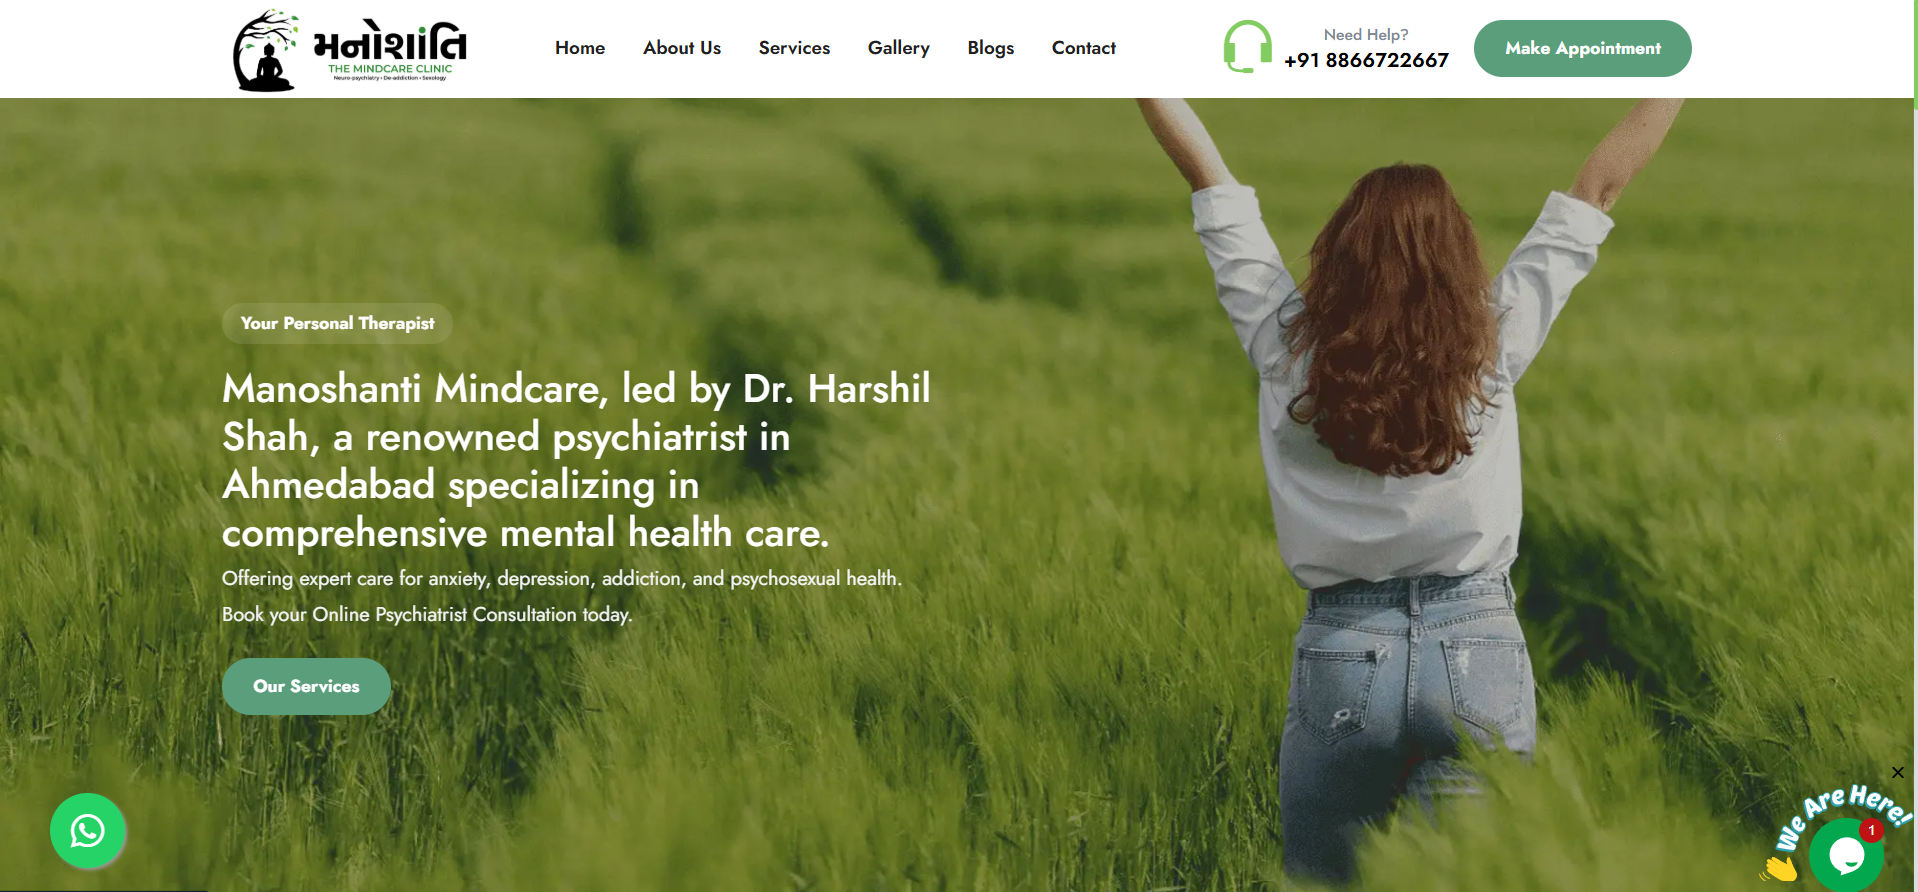 મનોશાંતિ
THE MINDCARE CLINIC
Neuro-psychiatry • De-addiction • Sexology
Home
About Us
Services
Gallery
Blogs
Contact
Need Help?
+91 8866722667
Make Appointment
Your Personal Therapist
Manoshanti Mindcare, led by Dr. Harshil
Shah, a renowned psychiatrist in
Ahmedabad specializing in
comprehensive mental health care.
Offering expert care for anxiety, depression, addiction, and psychosexual health.
Book your Online Psychiatrist Consultation today.
Our Services
We Are Here!
1